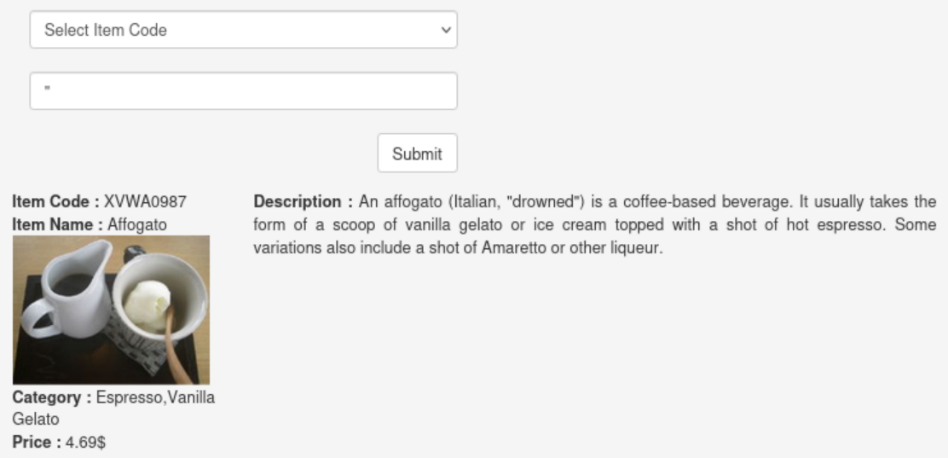 Select Item Code
"
Submit
Item Code : XVWA0987
Item Name : Affogato
Category : Espresso,Vanilla
Gelato
Price : 4.69$
Description : An affogato (Italian, "drowned") is a coffee-based beverage. It usually takes the
form of a scoop of vanilla gelato or ice cream topped with a shot of hot espresso. Some
variations also include a shot of Amaretto or other liqueur.